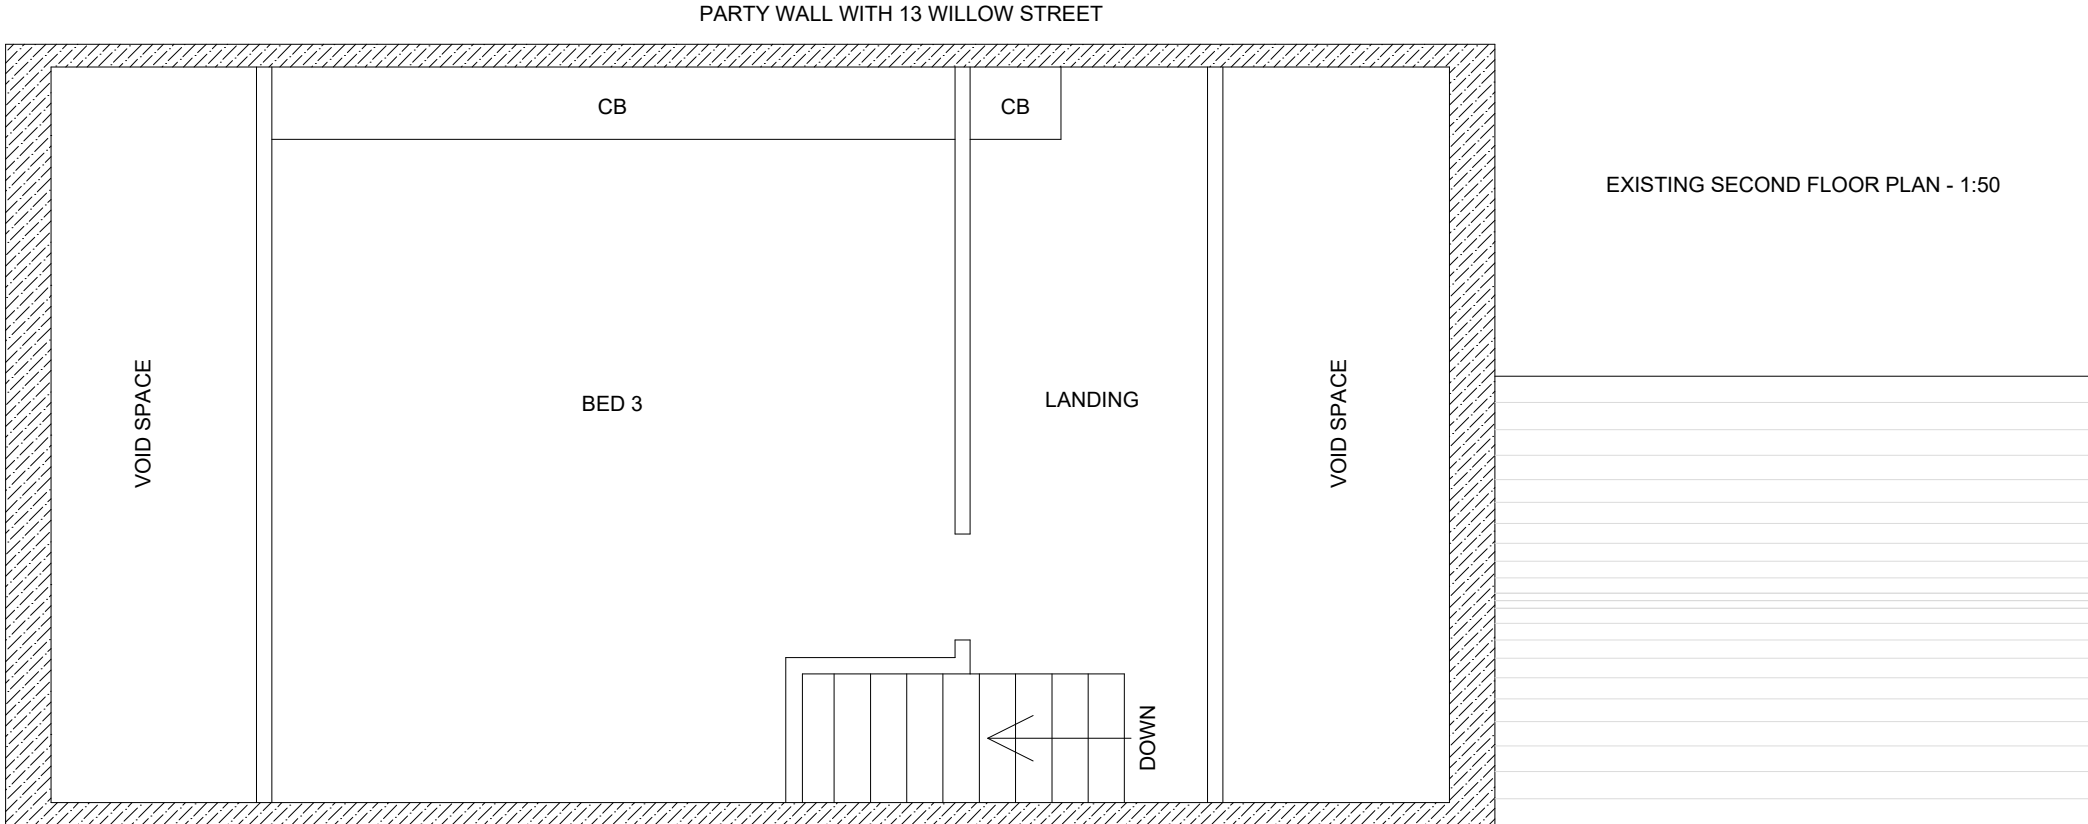 PARTY WALL WITH 13 WILLOW STREET
CB
CB
EXISTING SECOND FLOOR PLAN - 1:50
VOID SPACE
BED 3
LANDING
VOID SPACE
DOWN